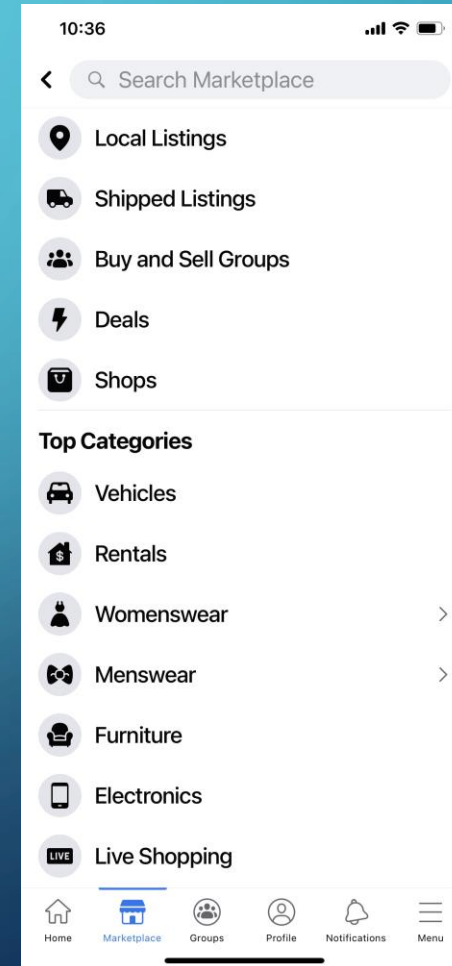 10:36
Search Marketplace
Local Listings
Shipped Listings
Buy and Sell Groups
Deals
Shops
Top Categories
Vehicles
Rentals
Womenswear
Menswear
Furniture
Electronics
LIVE Live Shopping
Home Marketplace Groups Profile Notifications Menu